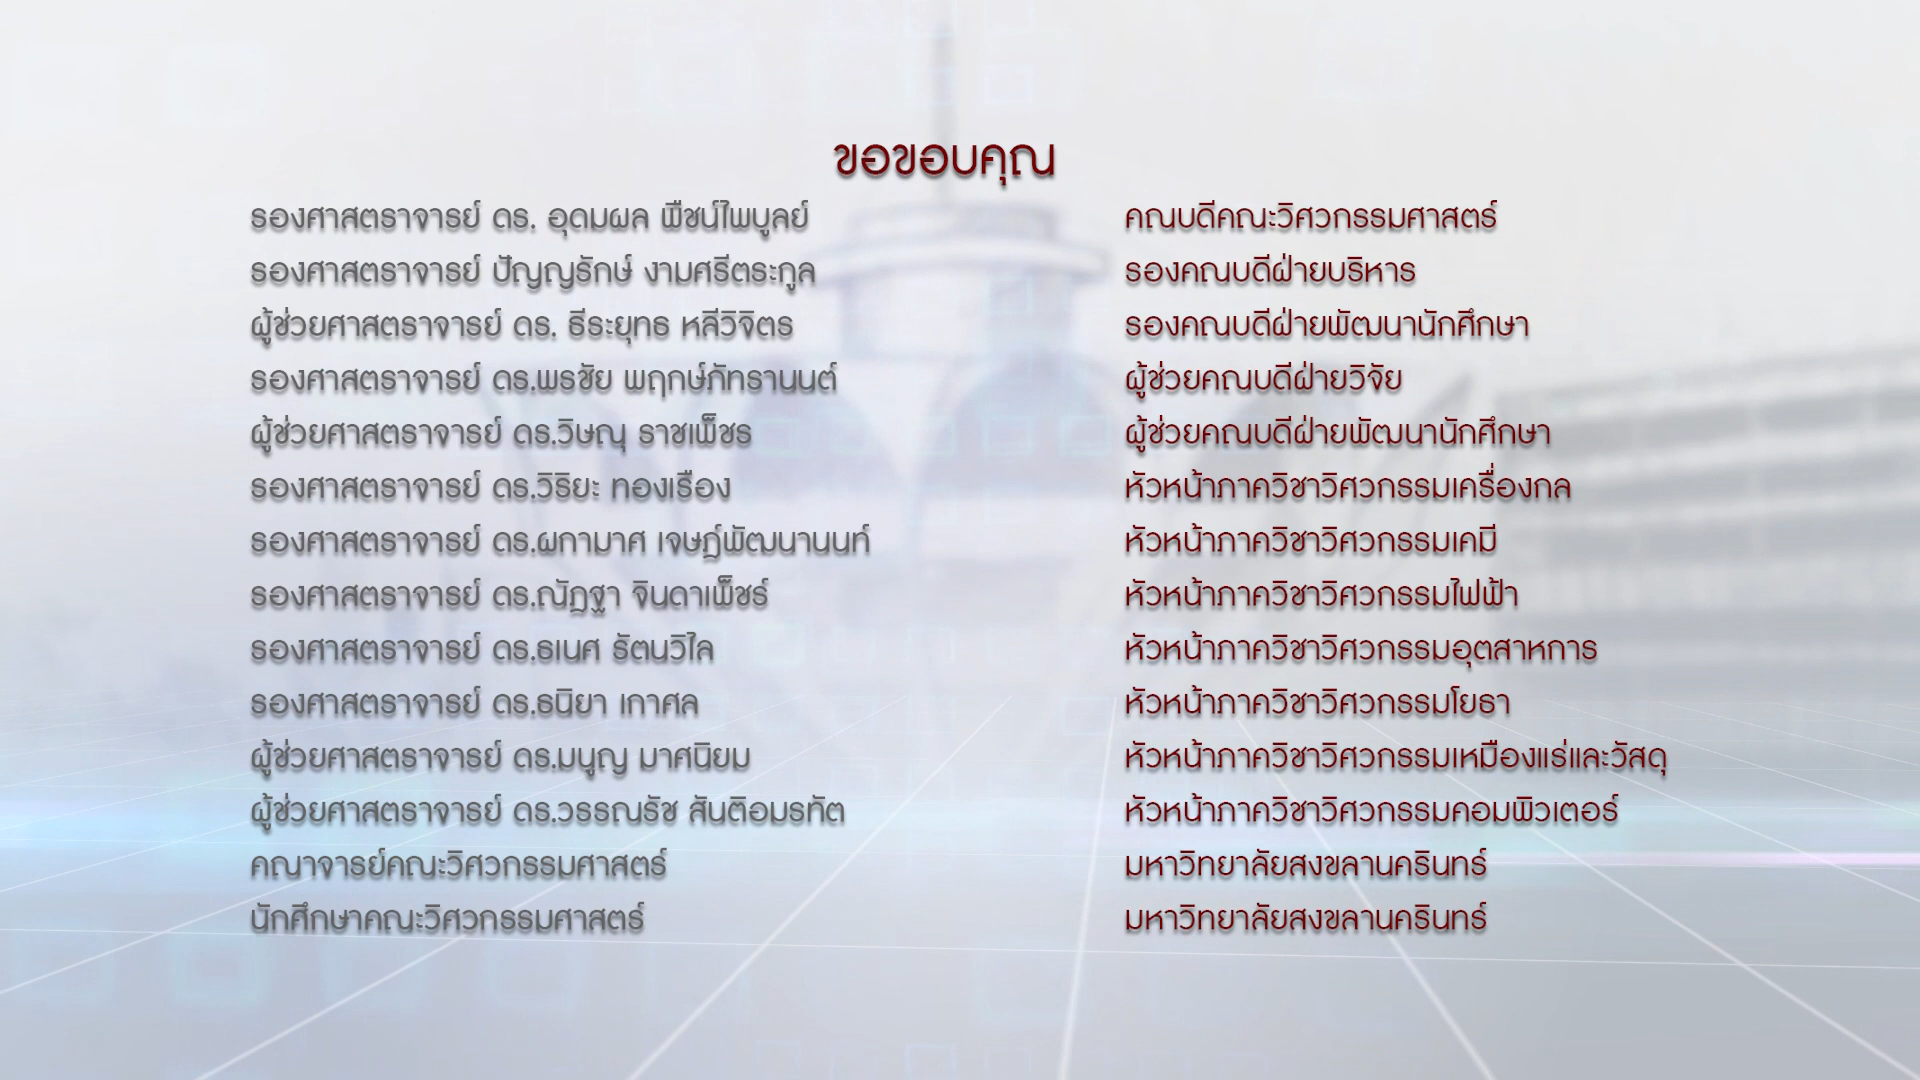 ขอขอบคุณ
รองศาสตราจารย์ ดร. อุดมผล พืชน์ไพบูลย์ คณบดีคณะวิศวกรรมศาสตร์
รองศาสตราจารย์ ปัญญรักษ์ งามศรีตระกูล รองคณบดีฝ่ายบริหาร
ผู้ช่วยศาสตราจารย์ ดร. ธีระยุทธ หลีวิจิตร รองคณบดีฝ่ายพัฒนานักศึกษา
รองศาสตราจารย์ ดร.พรชัย พฤกษ์ภัทรานนต์ ผู้ช่วยคณบดีฝ่ายวิจัย
ผู้ช่วยศาสตราจารย์ ดร.วิษณุ ราชเพ็ชร ผู้ช่วยคณบดีฝ่ายพัฒนานักศึกษา
รองศาสตราจารย์ ดร.วิริยะ ทองเรือง หัวหน้าภาควิชาวิศวกรรมเครื่องกล
รองศาสตราจารย์ ดร.ผกามาศ เจษฎ์พัฒนานนท์ หัวหน้าภาควิชาวิศวกรรมเคมี
รองศาสตราจารย์ ดร.ณัฎฐา จินดาเพ็ชร์ หัวหน้าภาควิชาวิศวกรรมไฟฟ้า
รองศาสตราจารย์ ดร.ธเนศ รัตนวิไล หัวหน้าภาควิชาวิศวกรรมอุตสาหการ
รองศาสตราจารย์ ดร.ธนิยา เกาศล หัวหน้าภาควิชาวิศวกรรมโยธา
ผู้ช่วยศาสตราจารย์ ดร.มนูญ มาศนิยม หัวหน้าภาควิชาวิศวกรรมเหมืองแร่และวัสดุ
ผู้ช่วยศาสตราจารย์ ดร.วรรณรัช สันติอมรทัต หัวหน้าภาควิชาวิศวกรรมคอมพิวเตอร์
คณาจารย์คณะวิศวกรรมศาสตร์ มหาวิทยาลัยสงขลานครินทร์
นักศึกษาคณะวิศวกรรมศาสตร์ มหาวิทยาลัยสงขลานครินทร์